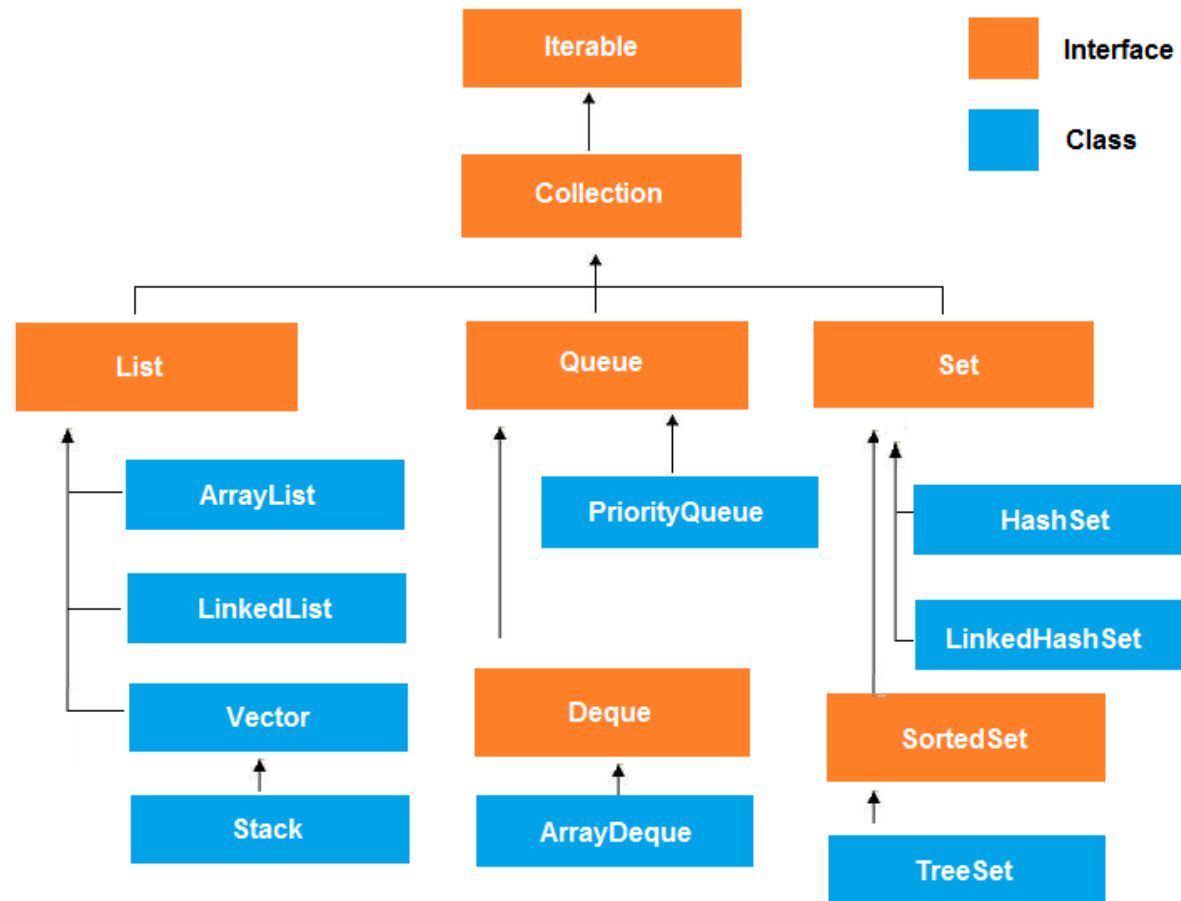 Iterable
Interface
Class
Collection
List
Queue
Set
ArrayList
PriorityQueue
HashSet
LinkedList
LinkedHashSet
Vector
Deque
SortedSet
Stack
ArrayDeque
TreeSet